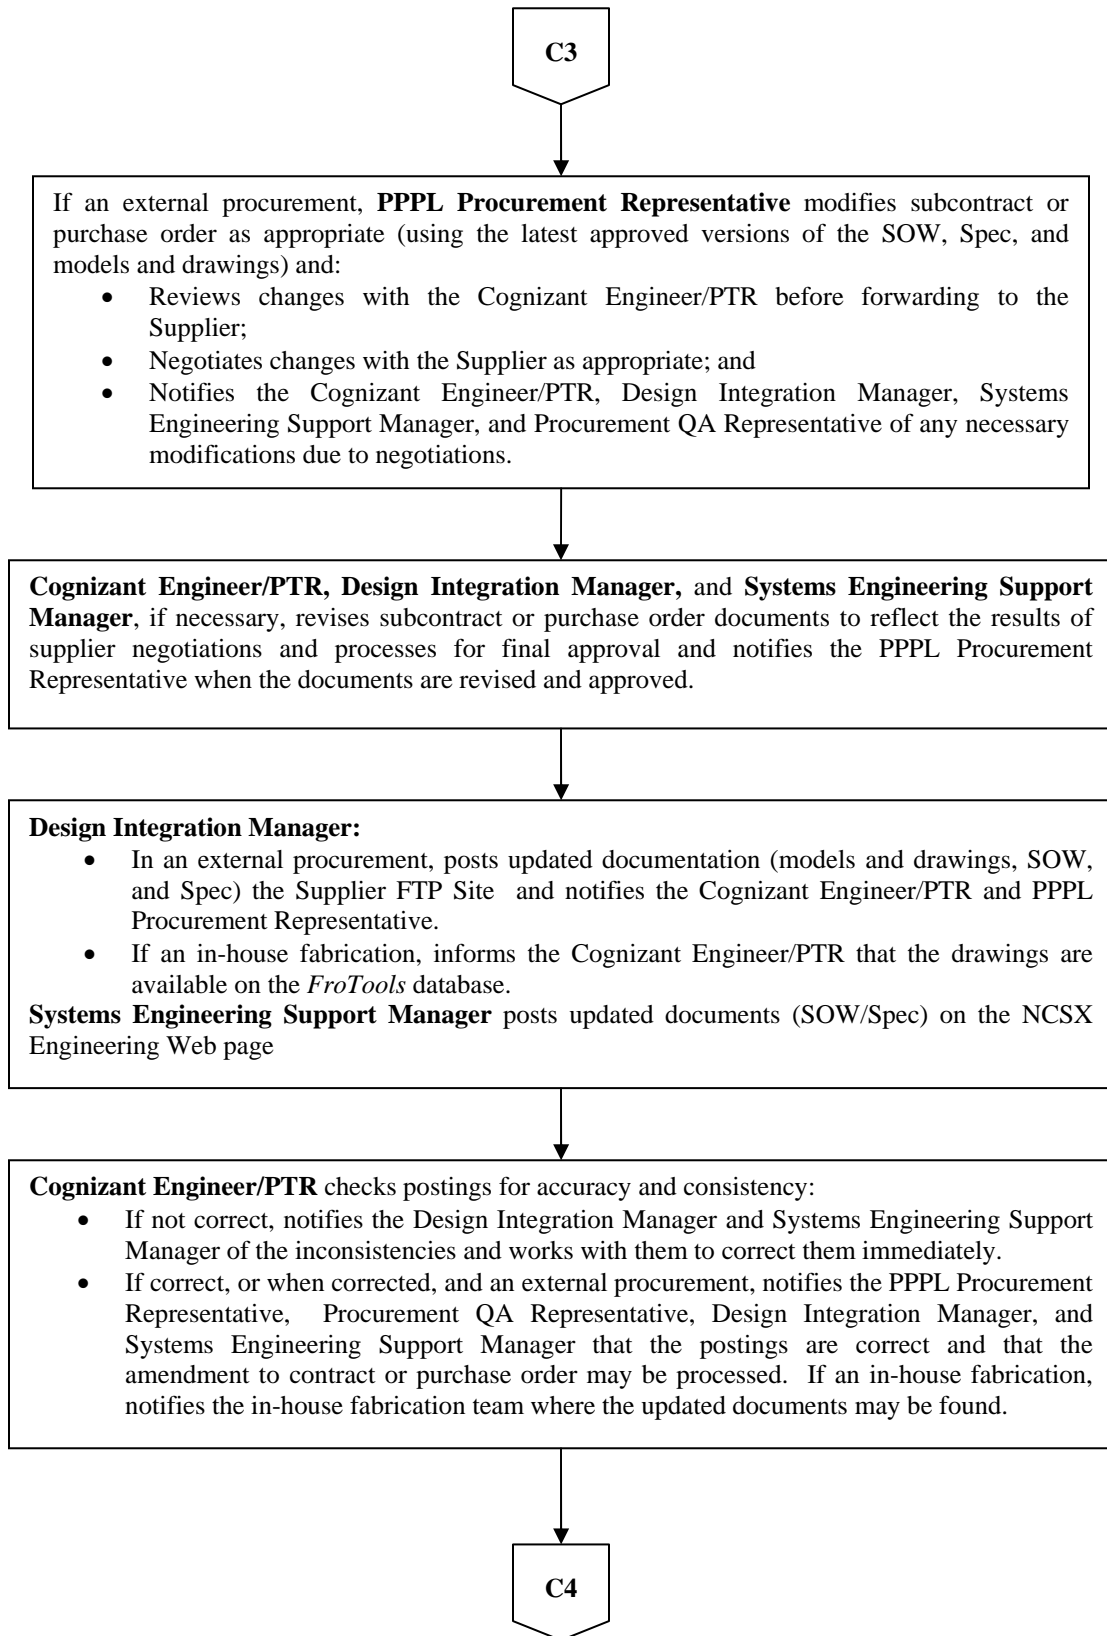 C3
If an external procurement, PPPL Procurement Representative modifies subcontract or
purchase order as appropriate (using the latest approved versions of the SOW, Spec, and
models and drawings) and:
• Reviews changes with the Cognizant Engineer/PTR before forwarding to the
Supplier;
• Negotiates changes with the Supplier as appropriate; and
• Notifies the Cognizant Engineer/PTR, Design Integration Manager, Systems
Engineering Support Manager, and Procurement QA Representative of any necessary
modifications due to negotiations.
Cognizant Engineer/PTR, Design Integration Manager, and Systems Engineering Support
Manager, if necessary, revises subcontract or purchase order documents to reflect the results of
supplier negotiations and processes for final approval and notifies the PPPL Procurement
Representative when the documents are revised and approved.
Design Integration Manager:
• In an external procurement, posts updated documentation (models and drawings, SOW,
and Spec) the Supplier FTP Site and notifies the Cognizant Engineer/PTR and PPPL
Procurement Representative.
• If an in-house fabrication, informs the Cognizant Engineer/PTR that the drawings are
available on the FroTools database.
Systems Engineering Support Manager posts updated documents (SOW/Spec) on the NCSX
Engineering Web page
Cognizant Engineer/PTR checks postings for accuracy and consistency:
• If not correct, notifies the Design Integration Manager and Systems Engineering Support
Manager of the inconsistencies and works with them to correct them immediately.
• If correct, or when corrected, and an external procurement, notifies the PPPL Procurement
Representative, Procurement QA Representative, Design Integration Manager, and
Systems Engineering Support Manager that the postings are correct and that the
amendment to contract or purchase order may be processed. If an in-house fabrication,
notifies the in-house fabrication team where the updated documents may be found.
C4